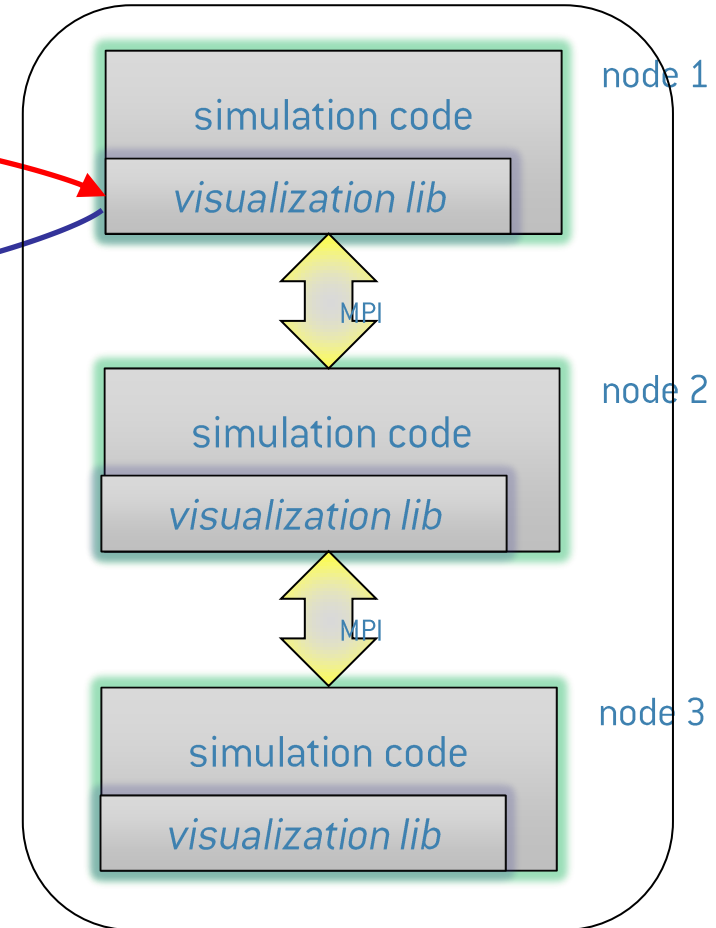 node 1
simulation code
visualization lib
MPI
node 2
simulation code
visualization lib
MPI
node 3
simulation code
visualization lib